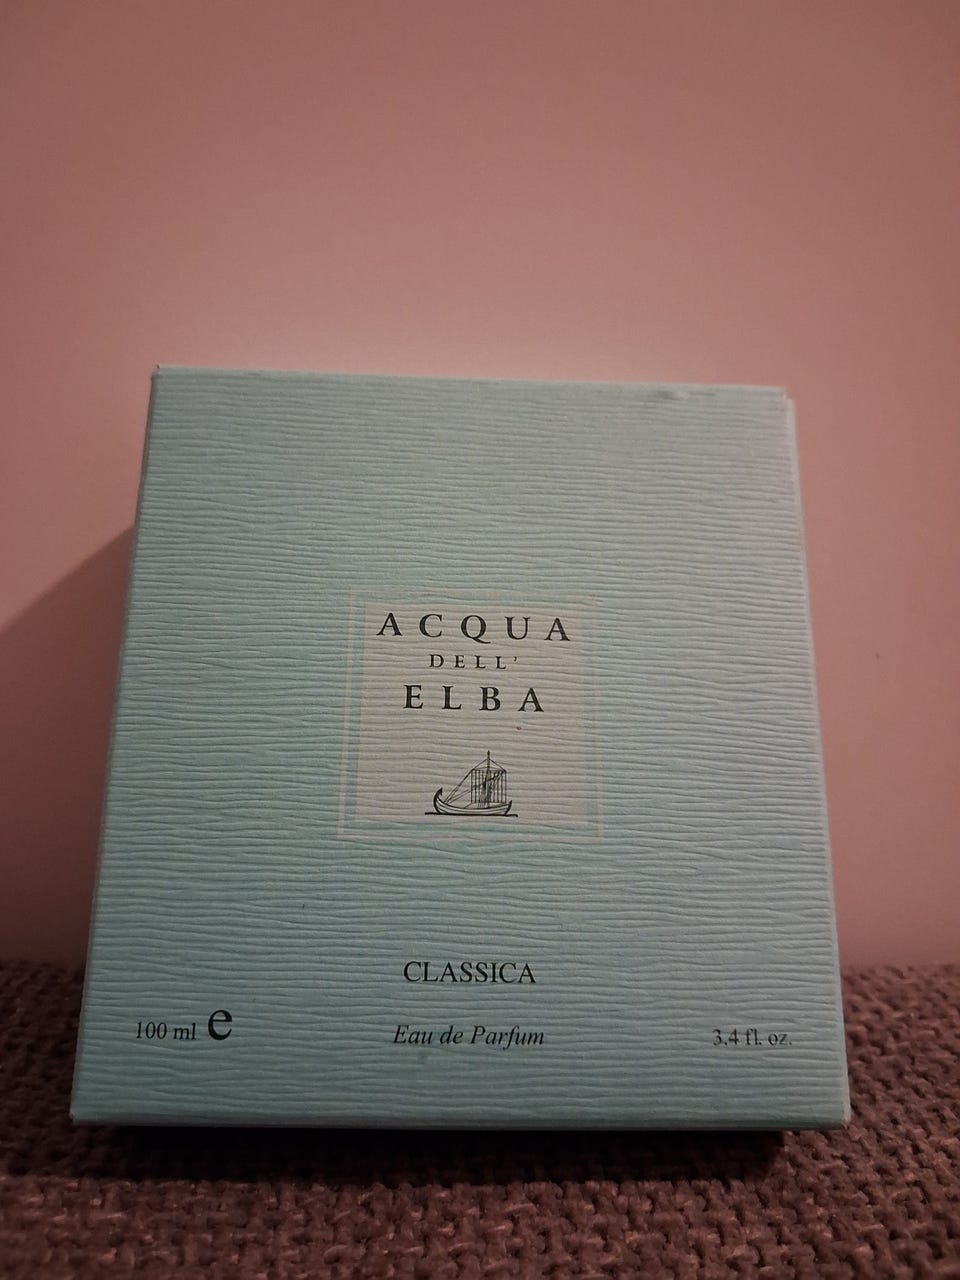 ACQUA
DELL'
ELBA
CLASSICA
100 ml e Eau de Parfum 3.4 fl. oz.